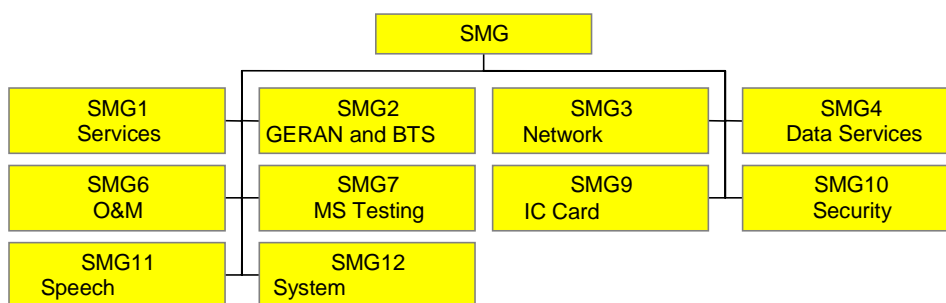 SMG
SMG1
Services
SMG2
GERAN and BTS
SMG3
Network
SMG4
Data Services
SMG6
O&M
SMG7
MS Testing
SMG9
IC Card
SMG10
Security
SMG11
Speech
SMG12
System